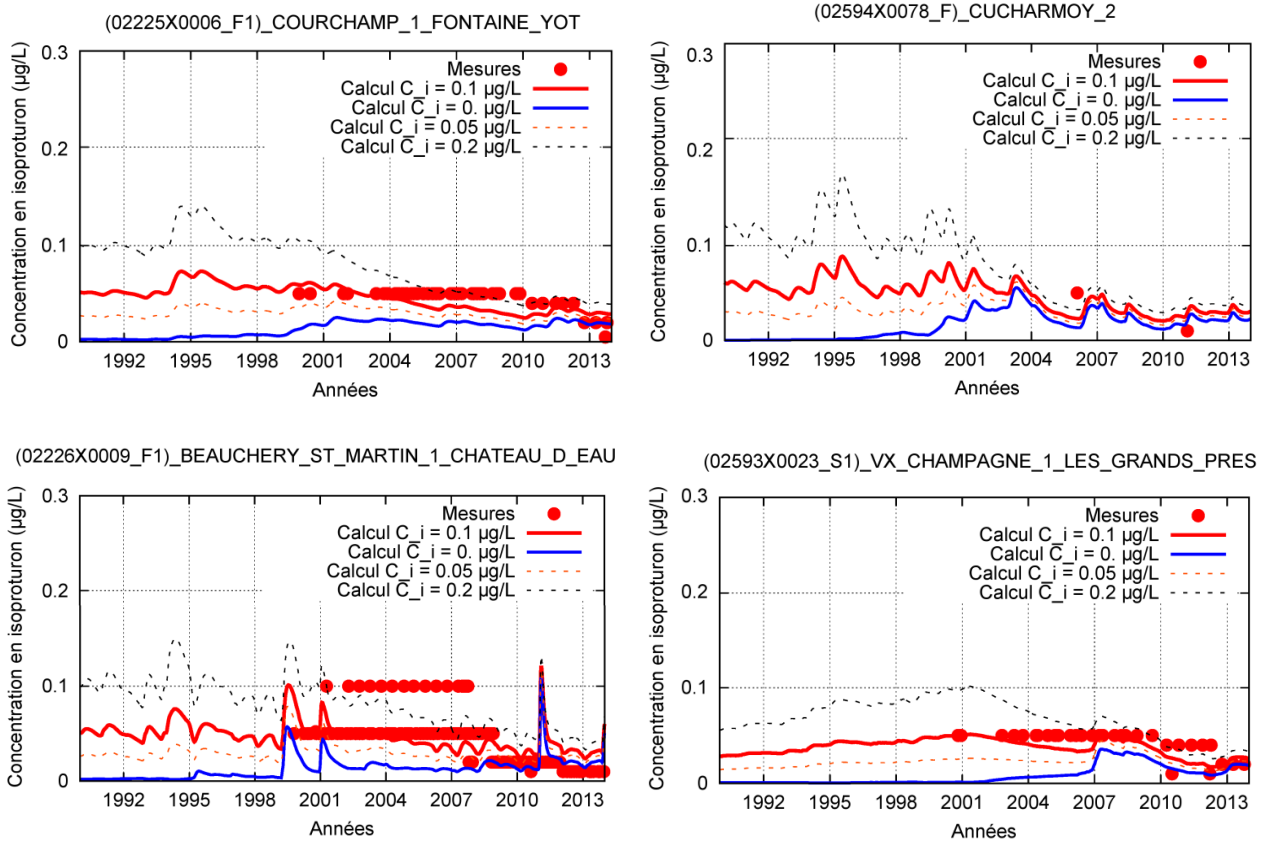 (02225X0006_F1)_COURCHAMP_1_FONTAINE_YOT
Concentration en isoproturon (µg/L)
0.3
0.2
0.1
0
Mesures
Calcul C_i = 0.1 µg/L
Calcul C_i = 0. µg/L
Calcul C_i = 0.05 µg/L
Calcul C_i = 0.2 µg/L
1992 1995 1998 2001 2004 2007 2010 2013
Années
(02594X0078_F)_CUCHARMOY_2
Concentration en isoproturon (µg/L)
0.3
0.2
0.1
0
Mesures
Calcul C_i = 0.1 µg/L
Calcul C_i = 0. µg/L
Calcul C_i = 0.05 µg/L
Calcul C_i = 0.2 µg/L
1992 1995 1998 2001 2004 2007 2010 2013
Années
(02226X0009_F1)_BEAUCHERY_ST_MARTIN_1_CHATEAU_D_EAU
Concentration en isoproturon (µg/L)
0.3
0.2
0.1
0
Mesures
Calcul C_i = 0.1 µg/L
Calcul C_i = 0. µg/L
Calcul C_i = 0.05 µg/L
Calcul C_i = 0.2 µg/L
1992 1995 1998 2001 2004 2007 2010 2013
Années
(02593X0023_S1)_VX_CHAMPAGNE_1_LES_GRANDS_PRES
Concentration en isoproturon (µg/L)
0.3
0.2
0.1
0
Mesures
Calcul C_i = 0.1 µg/L
Calcul C_i = 0. µg/L
Calcul C_i = 0.05 µg/L
Calcul C_i = 0.2 µg/L
1992 1995 1998 2001 2004 2007 2010 2013
Années